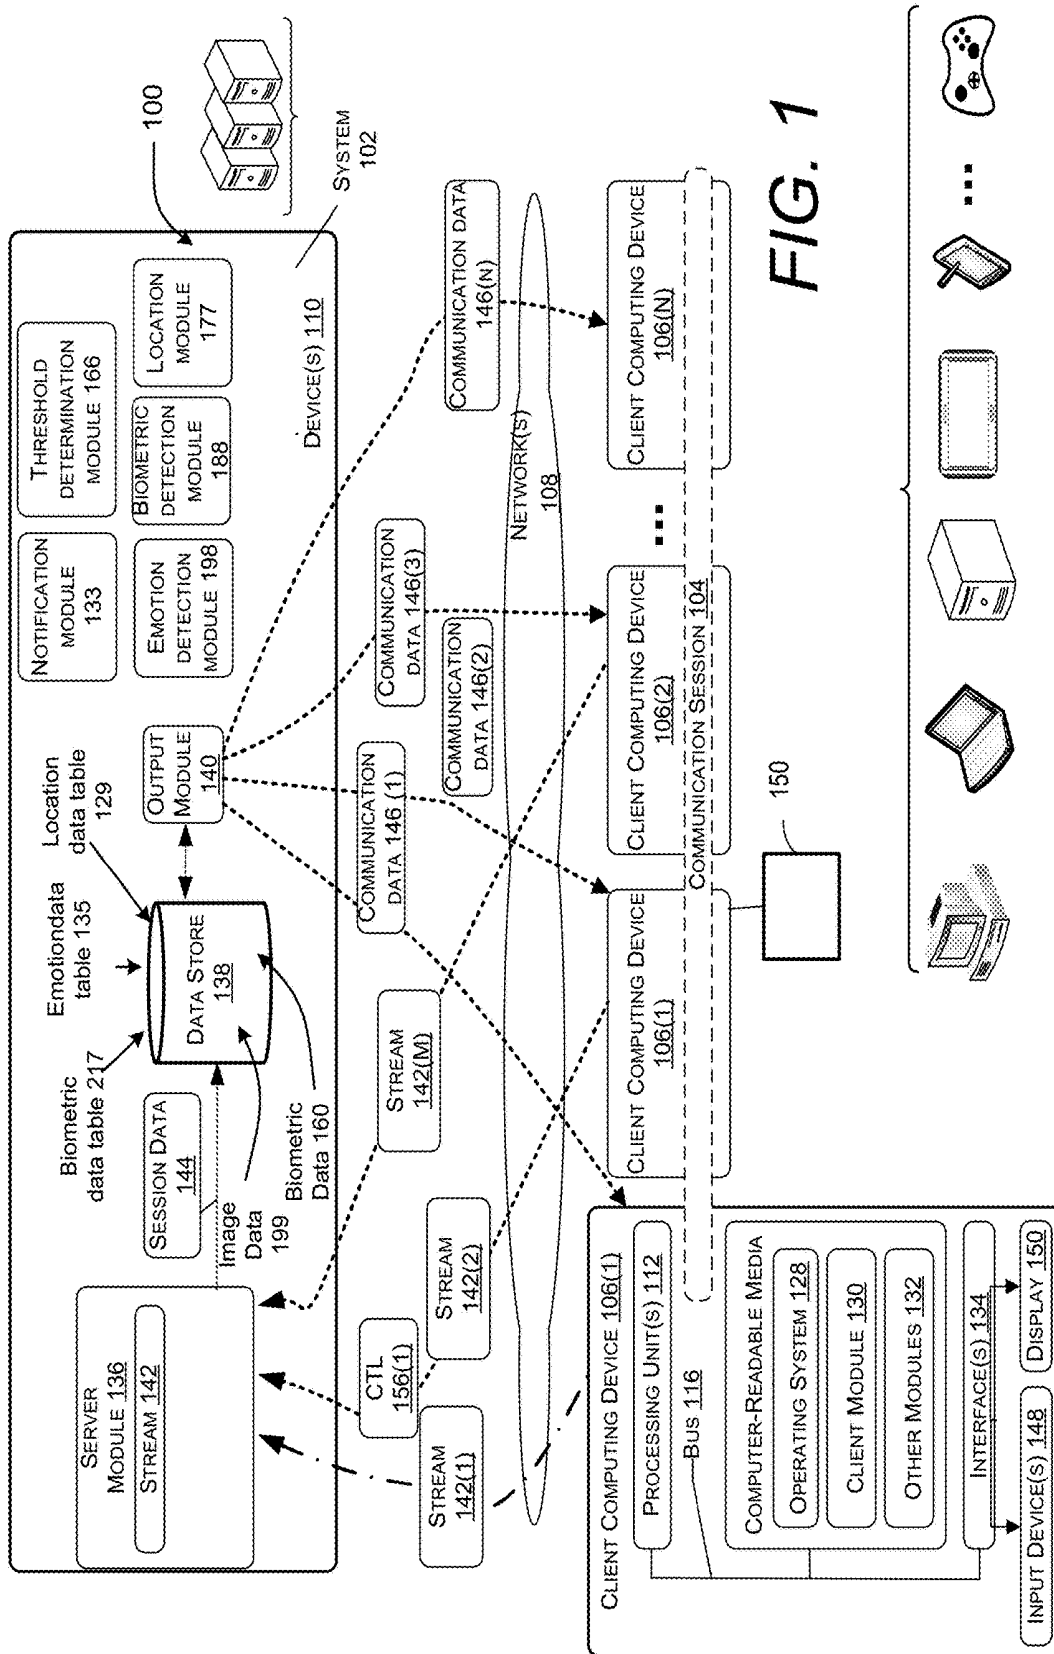 100
SYSTEM
102
SERVER
MODULE 136
STREAM 142
SESSION DATA
144
Image
Data
199
Biometric
Data 160
Biometric
data table 217
Emotiondata
table 135
Location
data table
129
DATA STORE
138
OUTPUT
MODULE
140
NOTIFICATION
MODULE
133
THRESHOLD
DETERMINATION
MODULE 166
EMOTION
DETECTION
MODULE 198
BIOMETRIC
DETECTION
MODULE
188
LOCATION
MODULE
177
DEVICE(S) 110
STREAM
142(1)
CTL
156(1)
STREAM
142(2)
STREAM
142(M)
COMMUNICATION
DATA 146 (1)
COMMUNICATION
DATA 146(3)
COMMUNICATION
DATA 146(2)
COMMUNICATION DATA
146(N)
NETWORK(S)
108
CLIENT COMPUTING DEVICE 106(1)
PROCESSING UNIT(S) 112
BUS 116
COMPUTER-READABLE MEDIA
OPERATING SYSTEM 128
CLIENT MODULE 130
OTHER MODULES 132
INTERFACE(S) 134
INPUT DEVICE(S) 148
DISPLAY 150
CLIENT COMPUTING DEVICE
106(1)
CLIENT COMPUTING DEVICE
106(2)
CLIENT COMPUTING DEVICE
106(N)
COMMUNICATION SESSION 104
150
FIG. 1